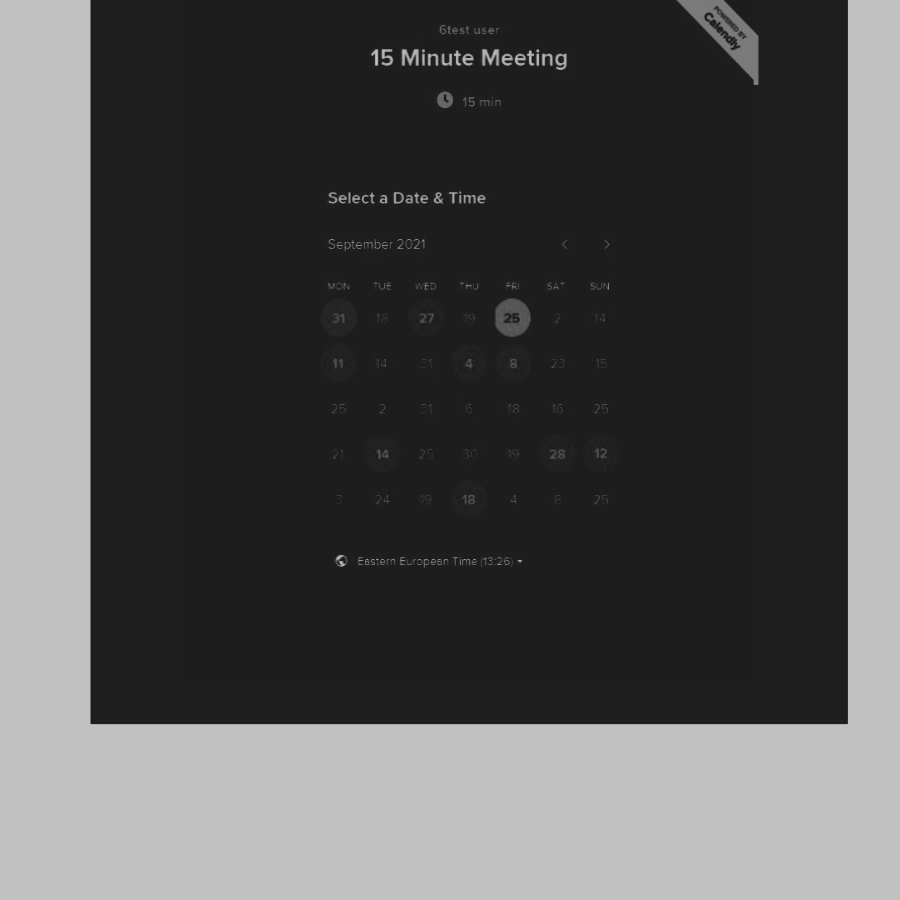 POWERED BY
Calendly
6test user
15 Minute Meeting
15 min
Select a Date & Time
September 2021
MON TUE WED THU FRI SAT SUN
31 18 27 19 25 2 14
11 14 31 4 8 23 15
25 2 31 6 18 16 25
21 14 25 30 19 28 12
3 24 19 18 4 8 25
Eastern European Time (13:26)